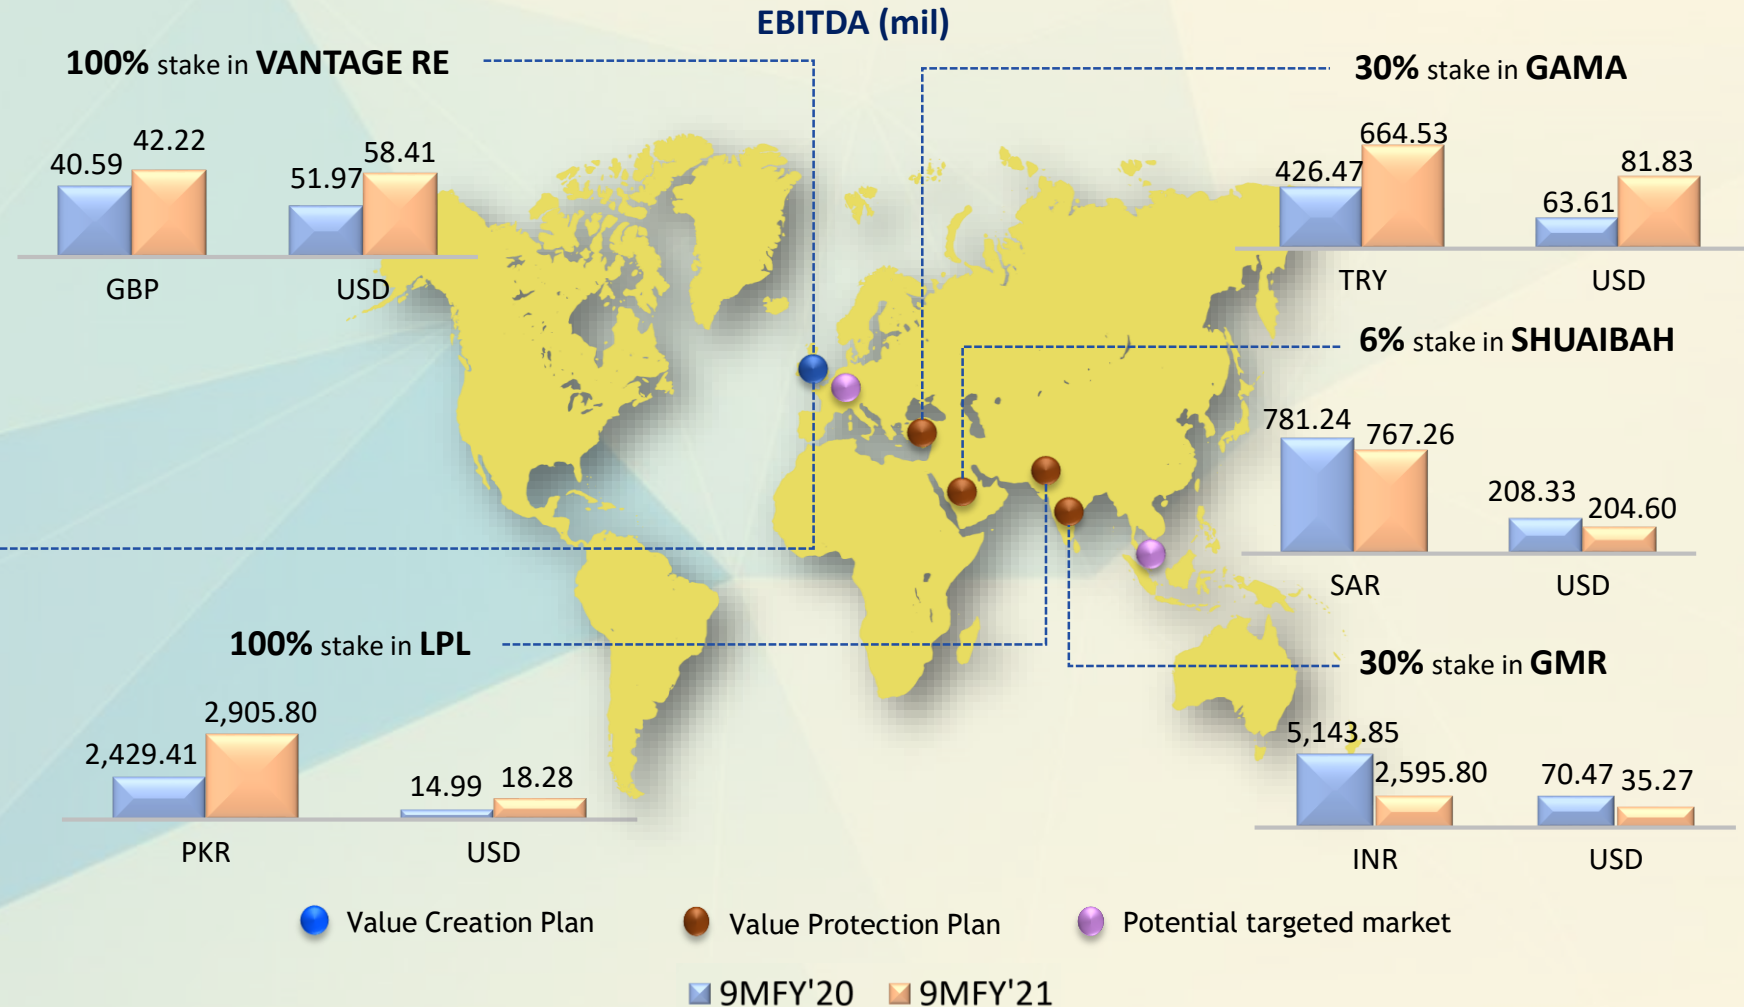 EBITDA (mil)
100% stake in VANTAGE RE
40.59
42.22
51.97
58.41
GBP
USD
30% stake in GAMA
426.47
664.53
63.61
81.83
TRY
USD
6% stake in SHUAIBAH
781.24
767.26
208.33
204.60
SAR
USD
100% stake in LPL
2,429.41
2,905.80
14.99
18.28
PKR
USD
30% stake in GMR
5,143.85
2,595.80
70.47
35.27
INR
USD
Value Creation Plan
Value Protection Plan
Potential targeted market
9MFY'20
9MFY'21